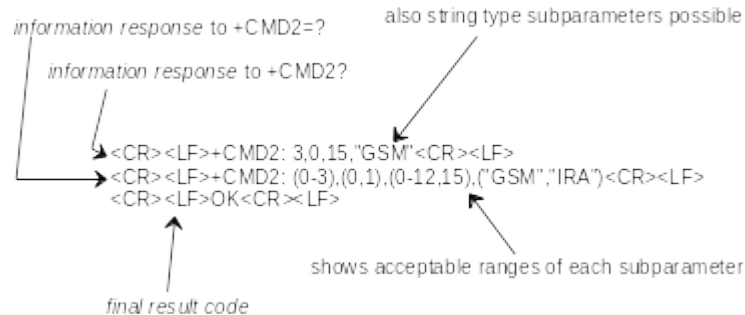 also string type subparameters possible
information response to +CMD2=?
information response to +CMD2?
<CR><LF>+CMD2: 3,0,15,"GSM"<CR><LF>
<CR><LF>+CMD2: (0-3),(0,1),(0-12,15),("GSM","IRA")<CR><LF>
<CR><LF>OK<CR><LF>
shows acceptable ranges of each subparameter
final result code